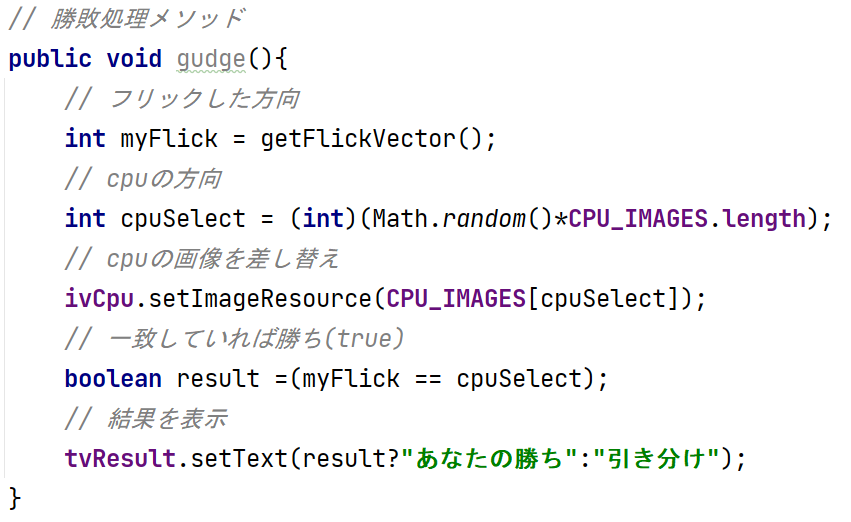 // 勝敗処理メソッド
public void gudge(){
// フリックした方向
int myFlick = getFlickVector();
// cpuの方向
int cpuSelect = (int)(Math.random()*CPU_IMAGES.length);
// cpuの画像を差し替え
ivCpu.setImageResource(CPU_IMAGES[cpuSelect]);
// 一致していれば勝ち(true)
boolean result =(myFlick == cpuSelect);
// 結果を表示
tvResult.setText(result?"あなたの勝ち":"引き分け");
}